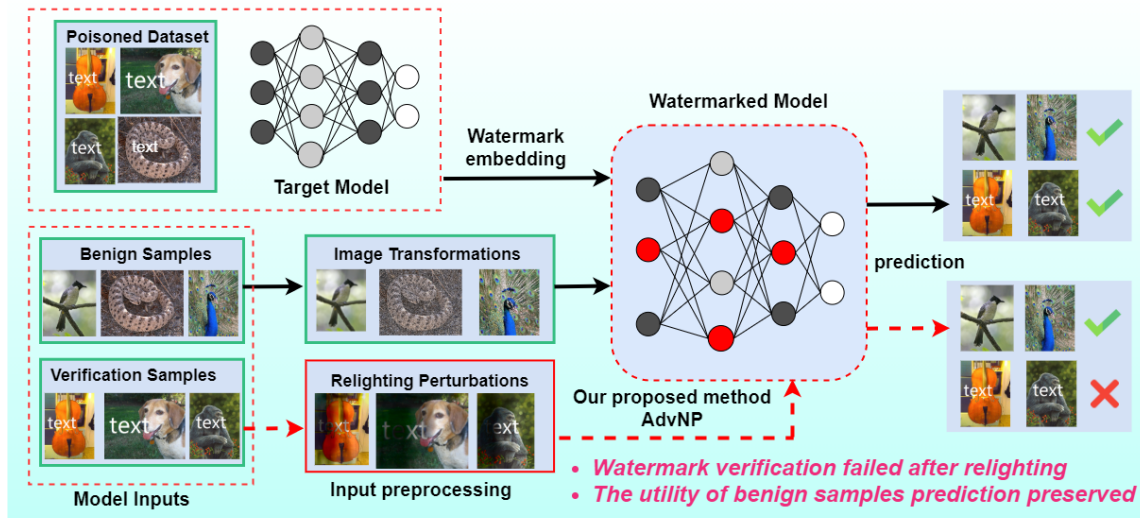 Poisoned Dataset
text
text
text
text
Target Model
Watermark
embedding
Watermarked Model
text
text
prediction
Benign Samples
Image Transformations
Verification Samples
text
text
text
Relighting Perturbations
text
text
text
Our proposed method
AdvNP
text
text
Model Inputs
Input preprocessing
• Watermark verification failed after relighting
• The utility of benign samples prediction preserved